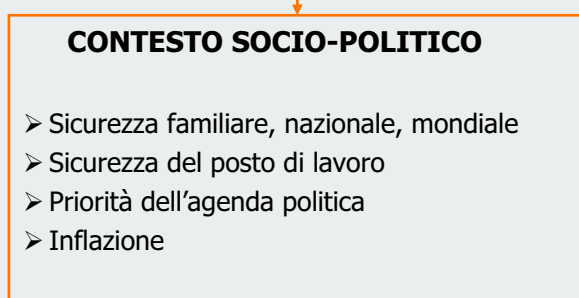 CONTESTO SOCIO-POLITICO
➢ Sicurezza familiare, nazionale, mondiale
➢ Sicurezza del posto di lavoro
➢ Priorità dell’agenda politica
➢ Inflazione